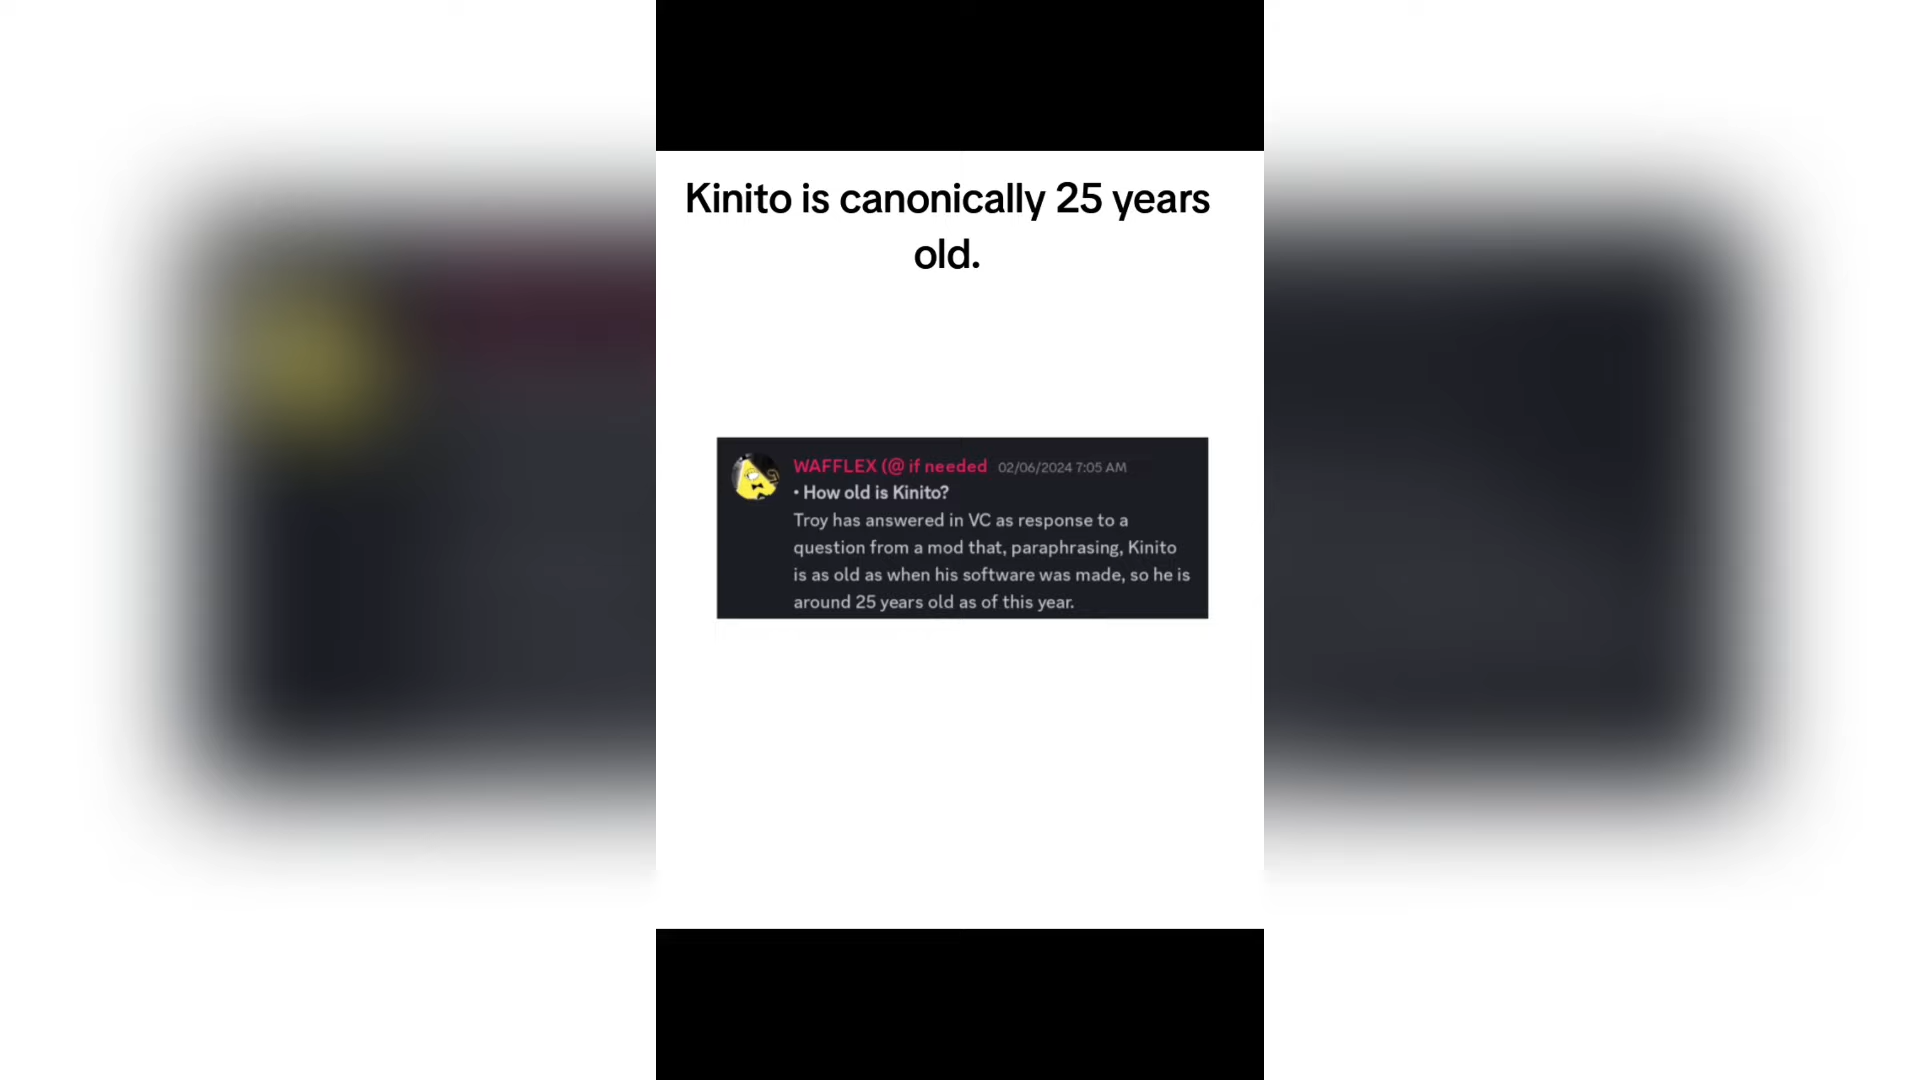 Kinito is canonically 25 years
old.
WAFFLEX (@ if needed 02/06/2024 7:05 AM
• How old is Kinito?
Troy has answered in VC as response to a
question from a mod that, paraphrasing, Kinito
is as old as when his software was made, so he is
around 25 years old as of this year.